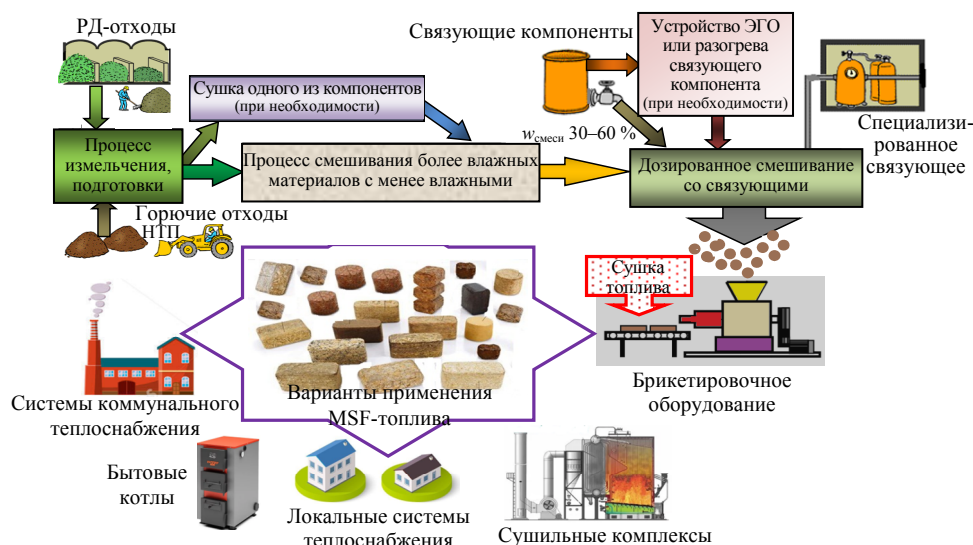 РД-отходы
Связующие компоненты
Устройство ЭГО
или разогрева
связующего
компонента
(при необходимости)
Сушка одного из компонентов
(при необходимости)
wсмеси 30–60 %
Специализи-
рованное
связующее
Процесс
измельчения,
подготовки
Процесс смешивания более влажных
материалов с менее влажными
Дозированное смешивание
со связующими
Горючие отходы
НТП
Сушка
топлива
Варианты применения
MSF-топлива
Брикетировочное
оборудование
Системы коммунального
теплоснабжения
Бытовые
котлы
Локальные системы
теплоснабжения
Сушильные комплексы